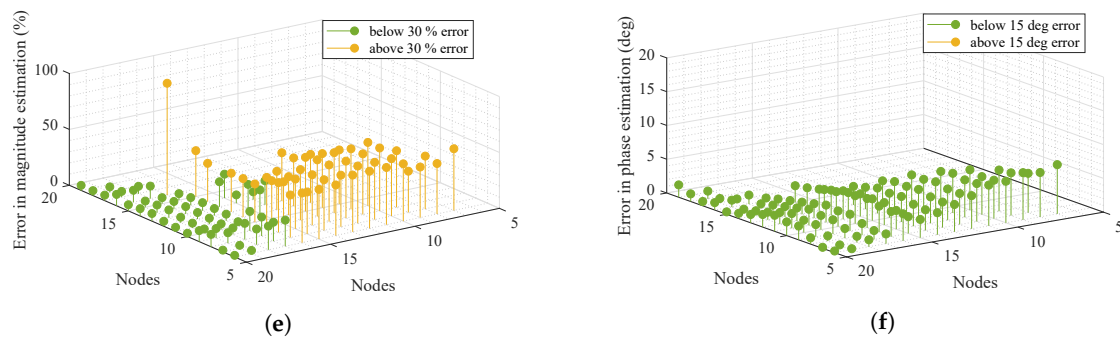 Error in magnitude estimation (%)
100
50
0
20
15
10
5
Nodes
20
15
10
5
Nodes
below 30 % error
above 30 % error
(e)
Error in phase estimation (deg)
20
15
10
5
0
20
15
10
5
Nodes
20
15
10
5
Nodes
below 15 deg error
above 15 deg error
(f)